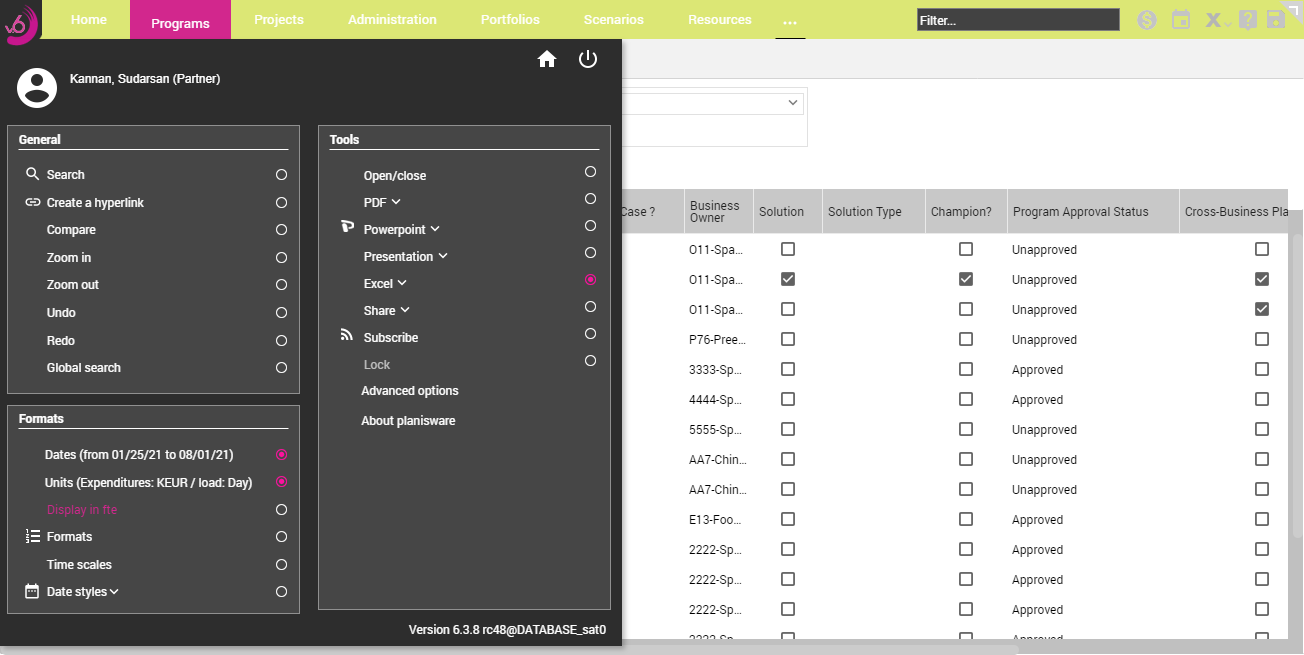 v6 Home Programs Projects Administration Portfolios Scenarios Resources ... Filter...
Kannan, Sudarsan (Partner)
General
Search
Create a hyperlink
Compare
Zoom in
Zoom out
Undo
Redo
Global search
Formats
Dates (from 01/25/21 to 08/01/21)
Units (Expenditures: KEUR / load: Day)
Display in fte
Formats
Time scales
Date styles
Tools
Open/close
PDF
Powerpoint
Presentation
Excel
Share
Subscribe
Lock
Advanced options
About planisware
Version 6.3.8 rc48@DATABASE_sat0
Case ? Business Owner Solution Solution Type Champion? Program Approval Status Cross-Business Pla
O11-Spa... Unapproved
O11-Spa... Unapproved
O11-Spa... Unapproved
P76-Pree... Unapproved
3333-Sp... Approved
4444-Sp... Approved
5555-Sp... Unapproved
AA7-Chin... Unapproved
AA7-Chin... Unapproved
E13-Foo... Approved
2222-Sp... Approved
2222-Sp... Approved
2222-Sp... Approved
2222-Sp... Approved